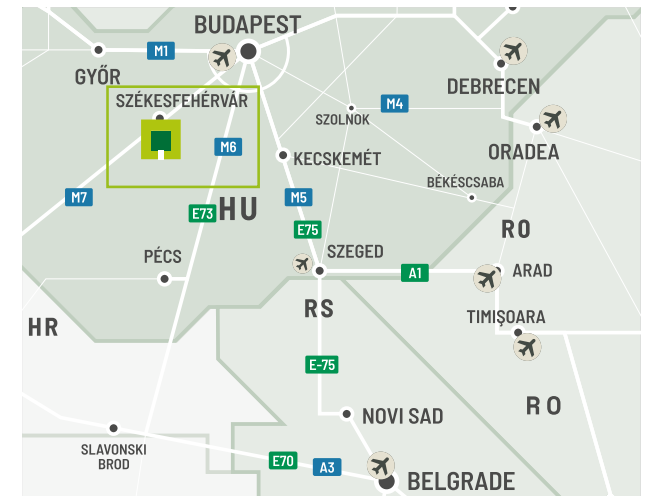 BUDAPEST
M1
GYŐR
DEBRECEN
SZÉKESFEHÉRVÁR
M4
SZOLNOK
M6
KECSKEMÉT
ORADEA
BÉKÉSCSABA
M7
M5
E73
HU
E75
RO
SZEGED
PÉCS
A1
ARAD
RS
TIMIȘOARA
HR
E-75
RO
NOVI SAD
SLAVONSKI
BROD
E70
A3
BELGRADE